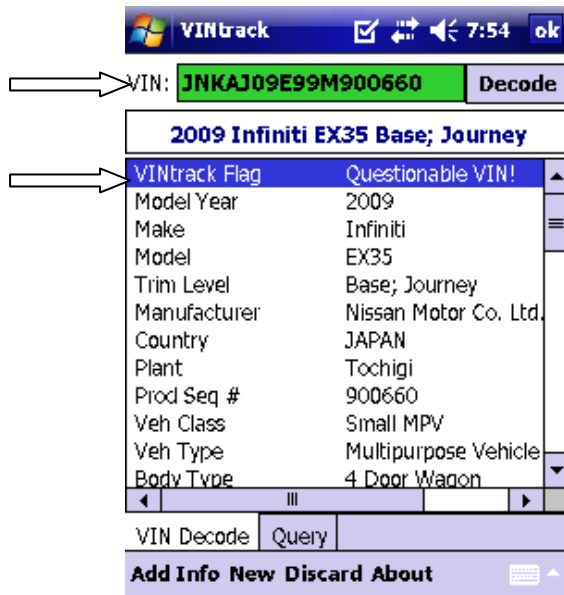 VINtrack 7:54 ok
VIN: JNKAJ09E99M900660 Decode
2009 Infiniti EX35 Base; Journey
VINtrack Flag Questionable VIN!
Model Year 2009
Make Infiniti
Model EX35
Trim Level Base; Journey
Manufacturer Nissan Motor Co. Ltd.
Country JAPAN
Plant Tochigi
Prod Seq # 900660
Veh Class Small MPV
Veh Type Multipurpose Vehicle
Body Type 4 Door Wagon
VIN Decode Query
Add Info New Discard About